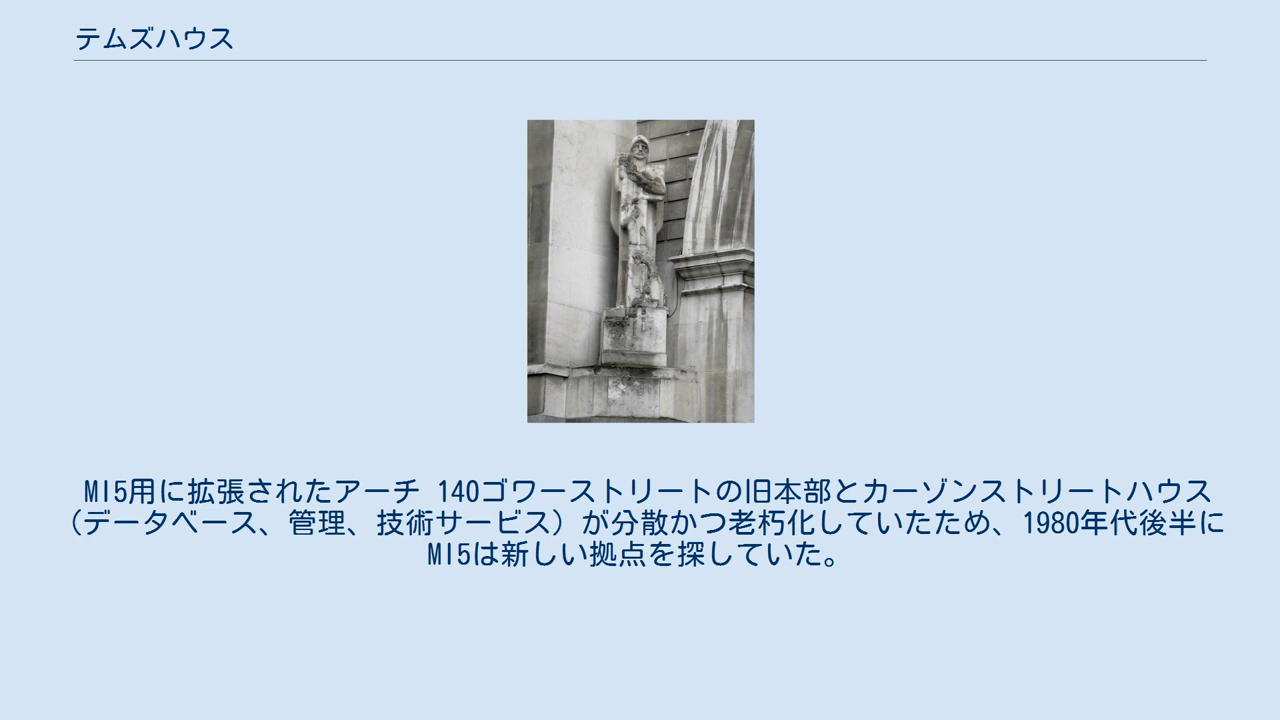 テムズハウス
MI5用に拡張されたアーチ 140ゴワーストリートの旧本部とカーゾンストリートハウス
（データベース、管理、技術サービス）が分散かつ老朽化していたため、1980年代後半に
MI5は新しい拠点を探していた。